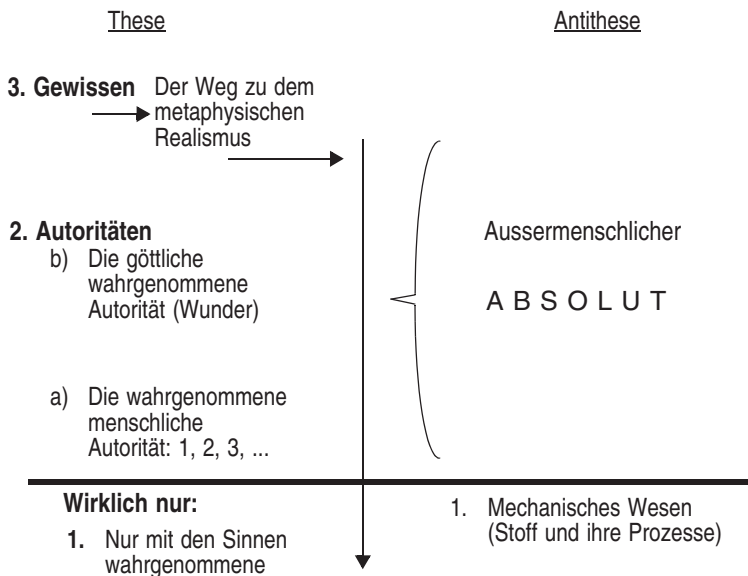 These
Antithese
3. Gewissen Der Weg zu dem
metaphysischen
Realismus
2. Autoritäten
b) Die göttliche
wahrgenommene
Autorität (Wunder)
a) Die wahrgenommene
menschliche
Autorität: 1, 2, 3, ...
Aussermenschlicher
A B S O L U T
Wirklich nur:
1. Nur mit den Sinnen
wahrgenommene
1. Mechanisches Wesen
(Stoff und ihre Prozesse)